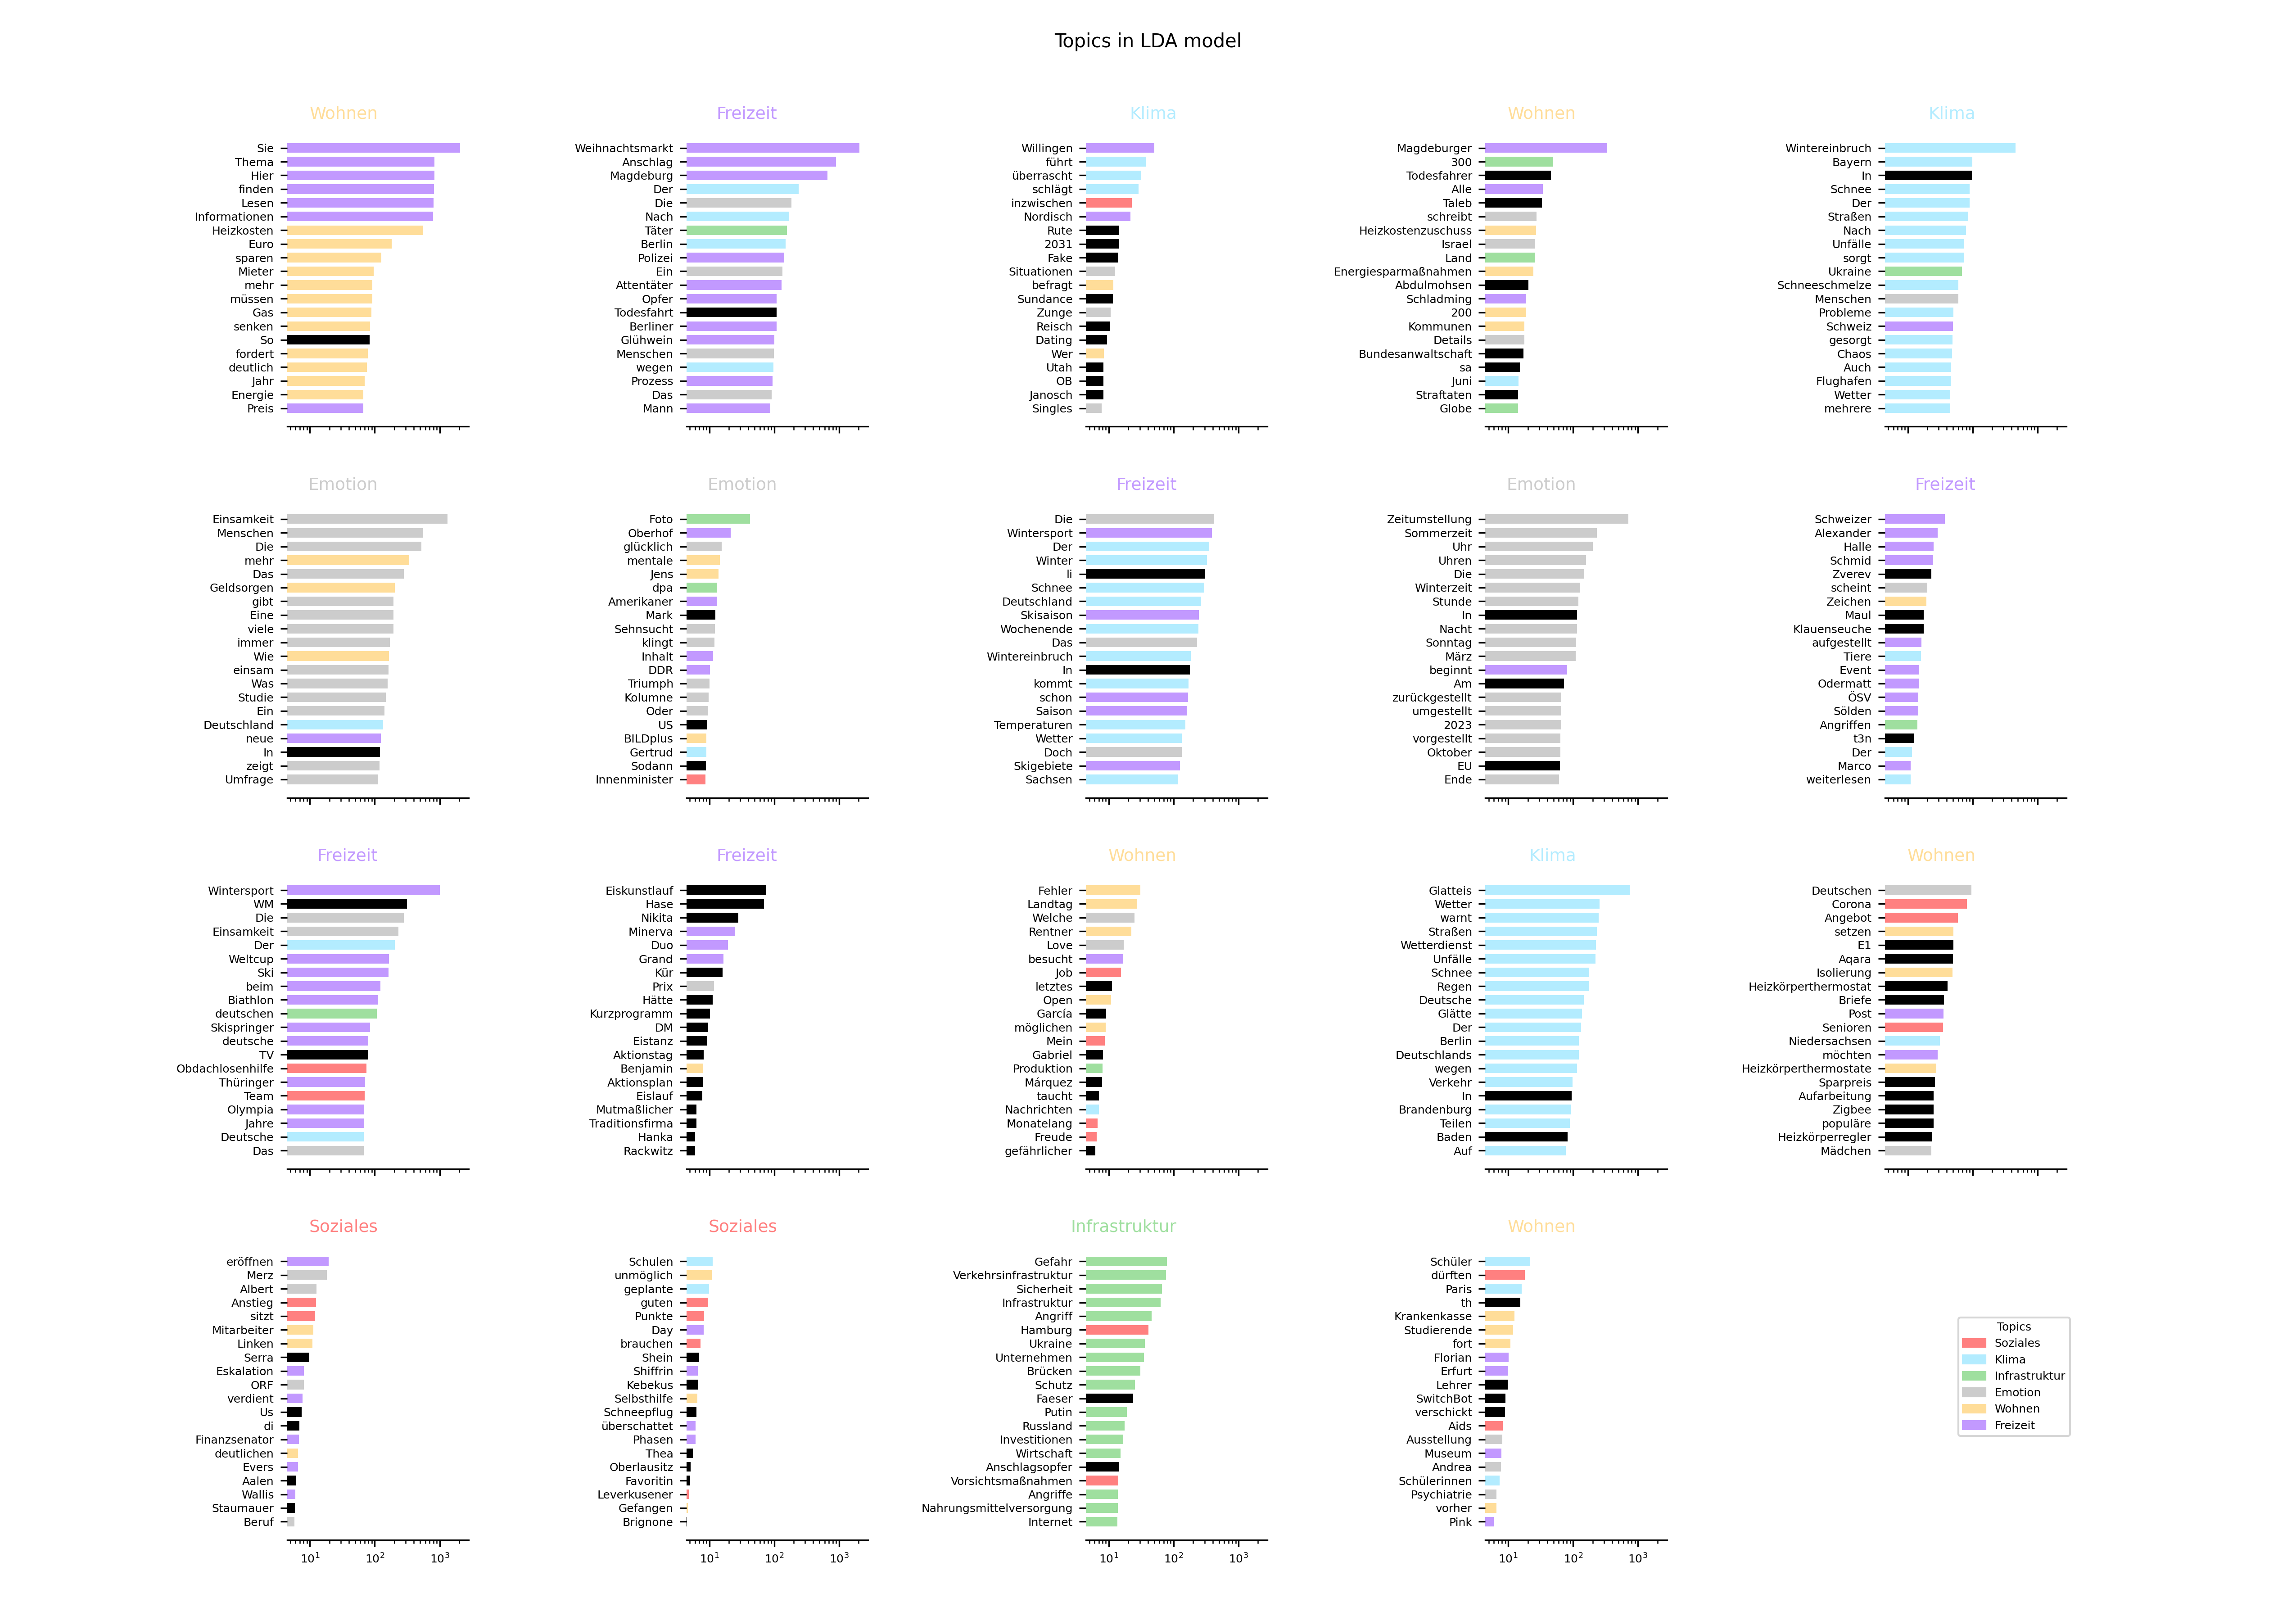 Topics in LDA model
Wohnen
Sie
Thema
Hier
finden
Lesen
Informationen
Heizkosten
Euro
sparen
Mieter
mehr
müssen
Gas
senken
So
fordert
deutlich
Jahr
Energie
Preis
Freizeit
Weihnachtsmarkt
Anschlag
Magdeburg
Der
Die
Nach
Täter
Berlin
Polizei
Ein
Attentäter
Opfer
Todesfahrt
Berliner
Glühwein
Menschen
wegen
Prozess
Das
Mann
Klima
Willingen
führt
überrascht
schlägt
inzwischen
Nordisch
Rute
2031
Fake
Situationen
befragt
Sundance
Zunge
Reisch
Dating
Wer
Utah
OB
Janosch
Singles
Wohnen
Magdeburger
300
Todesfahrer
Alle
Taleb
schreibt
Heizkostenzuschuss
Israel
Land
Energiesparmaßnahmen
Abdulmohsen
Schladming
200
Kommunen
Details
Bundesanwaltschaft
sa
Juni
Straftaten
Globe
Klima
Wintereinbruch
Bayern
In
Schnee
Der
Straßen
Nach
Unfälle
sorgt
Ukraine
Schneeschmelze
Menschen
Probleme
Schweiz
gesorgt
Chaos
Auch
Flughafen
Wetter
mehrere
Emotion
Einsamkeit
Menschen
Die
mehr
Das
Geldsorgen
gibt
Eine
viele
immer
Wie
einsam
Was
Studie
Ein
Deutschland
neue
In
zeigt
Umfrage
Emotion
Foto
Oberhof
glücklich
mentale
Jens
dpa
Amerikaner
Mark
Sehnsucht
klingt
Inhalt
DDR
Triumph
Kolumne
Oder
US
BILDplus
Gertrud
Sodann
Innenminister
Freizeit
Die
Wintersport
Der
Winter
li
Schnee
Deutschland
Skisaison
Wochenende
Das
Wintereinbruch
In
kommt
schon
Saison
Temperaturen
Wetter
Doch
Skigebiete
Sachsen
Emotion
Zeitumstellung
Sommerzeit
Uhr
Uhren
Die
Winterzeit
Stunde
In
Nacht
Sonntag
März
beginnt
Am
zurückgestellt
umgestellt
2023
vorgestellt
Oktober
EU
Ende
Freizeit
Schweizer
Alexander
Halle
Schmid
Zverev
scheint
Zeichen
Maul
Klauenseuche
aufgestellt
Tiere
Event
Odermatt
ÖSV
Sölden
Angriffen
t3n
Der
Marco
weiterlesen
Freizeit
Wintersport
WM
Die
Einsamkeit
Der
Weltcup
Ski
beim
Biathlon
deutschen
Skispringer
deutsche
TV
Obdachlosenhilfe
Thüringer
Team
Olympia
Jahre
Deutsche
Das
Freizeit
Eiskunstlauf
Hase
Nikita
Minerva
Duo
Grand
Kür
Prix
Hätte
Kurzprogramm
DM
Eistanz
Aktionstag
Benjamin
Aktionsplan
Eislauf
Mutmaßlicher
Traditionsfirma
Hanka
Rackwitz
Wohnen
Fehler
Landtag
Welche
Rentner
Love
besucht
Job
letztes
Open
García
möglichen
Mein
Gabriel
Produktion
Márquez
taucht
Nachrichten
Monatelang
Freude
gefährlicher
Klima
Glatteis
Wetter
warnt
Straßen
Wetterdienst
Unfälle
Schnee
Regen
Deutsche
Glätte
Der
Berlin
Deutschlands
wegen
Verkehr
In
Brandenburg
Teilen
Baden
Auf
Wohnen
Deutschen
Corona
Angebot
setzen
E1
Aqara
Isolierung
Heizkörperthermostat
Briefe
Post
Senioren
Niedersachsen
möchten
Heizkörperthermostate
Sparpreis
Aufarbeitung
Zigbee
populäre
Heizkörperregler
Mädchen
Soziales
eröffnen
Merz
Albert
Anstieg
sitzt
Mitarbeiter
Linken
Serra
Eskalation
ORF
verdient
Us
di
Finanzsenator
deutlichen
Evers
Aalen
Wallis
Staumauer
Beruf
10¹ 10² 10³
Soziales
Schulen
unmöglich
geplante
guten
Punkte
Day
brauchen
Shein
Shiffrin
Kebekus
Selbsthilfe
Schneepflug
überschattet
Phasen
Thea
Oberlausitz
Favoritin
Leverkusener
Gefangen
Brignone
10¹ 10² 10³
Infrastruktur
Gefahr
Verkehrsinfrastruktur
Sicherheit
Infrastruktur
Angriff
Hamburg
Ukraine
Unternehmen
Brücken
Schutz
Faeser
Putin
Russland
Investitionen
Wirtschaft
Anschlagsopfer
Vorsichtsmaßnahmen
Angriffe
Nahrungsmittelversorgung
Internet
10¹ 10² 10³
Wohnen
Schüler
dürften
Paris
th
Krankenkasse
Studierende
fort
Florian
Erfurt
Lehrer
SwitchBot
verschickt
Aids
Ausstellung
Museum
Andrea
Schülerinnen
Psychiatrie
vorher
Pink
10¹ 10² 10³
Topics
Soziales
Klima
Infrastruktur
Emotion
Wohnen
Freizeit